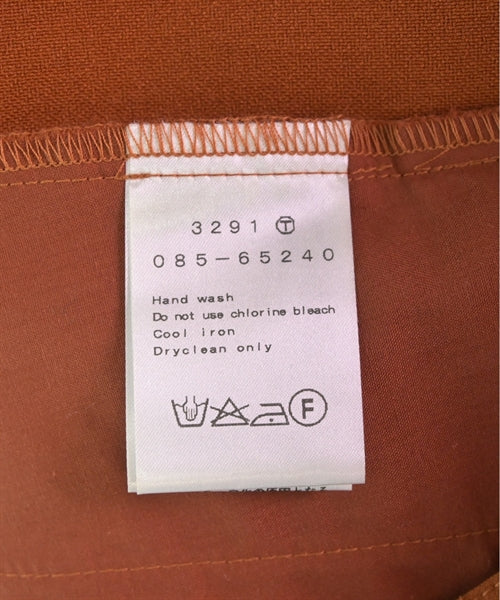 3291 Ⓣ
085-65240
Hand wash
Do not use chlorine bleach
Cool iron
Dryclean only
F